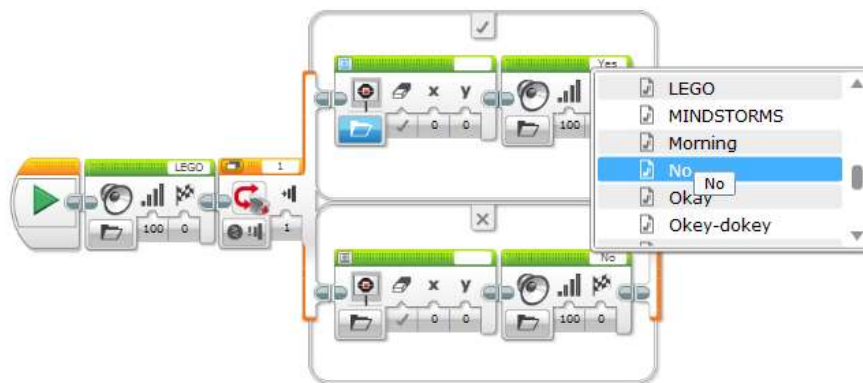 Yes
x y
0 0
100
LEGO
MINDSTORMS
Morning
No
No
Okay
Okey-dokey
LEGO
100 0
1
1
No
x y
0 0
100 0